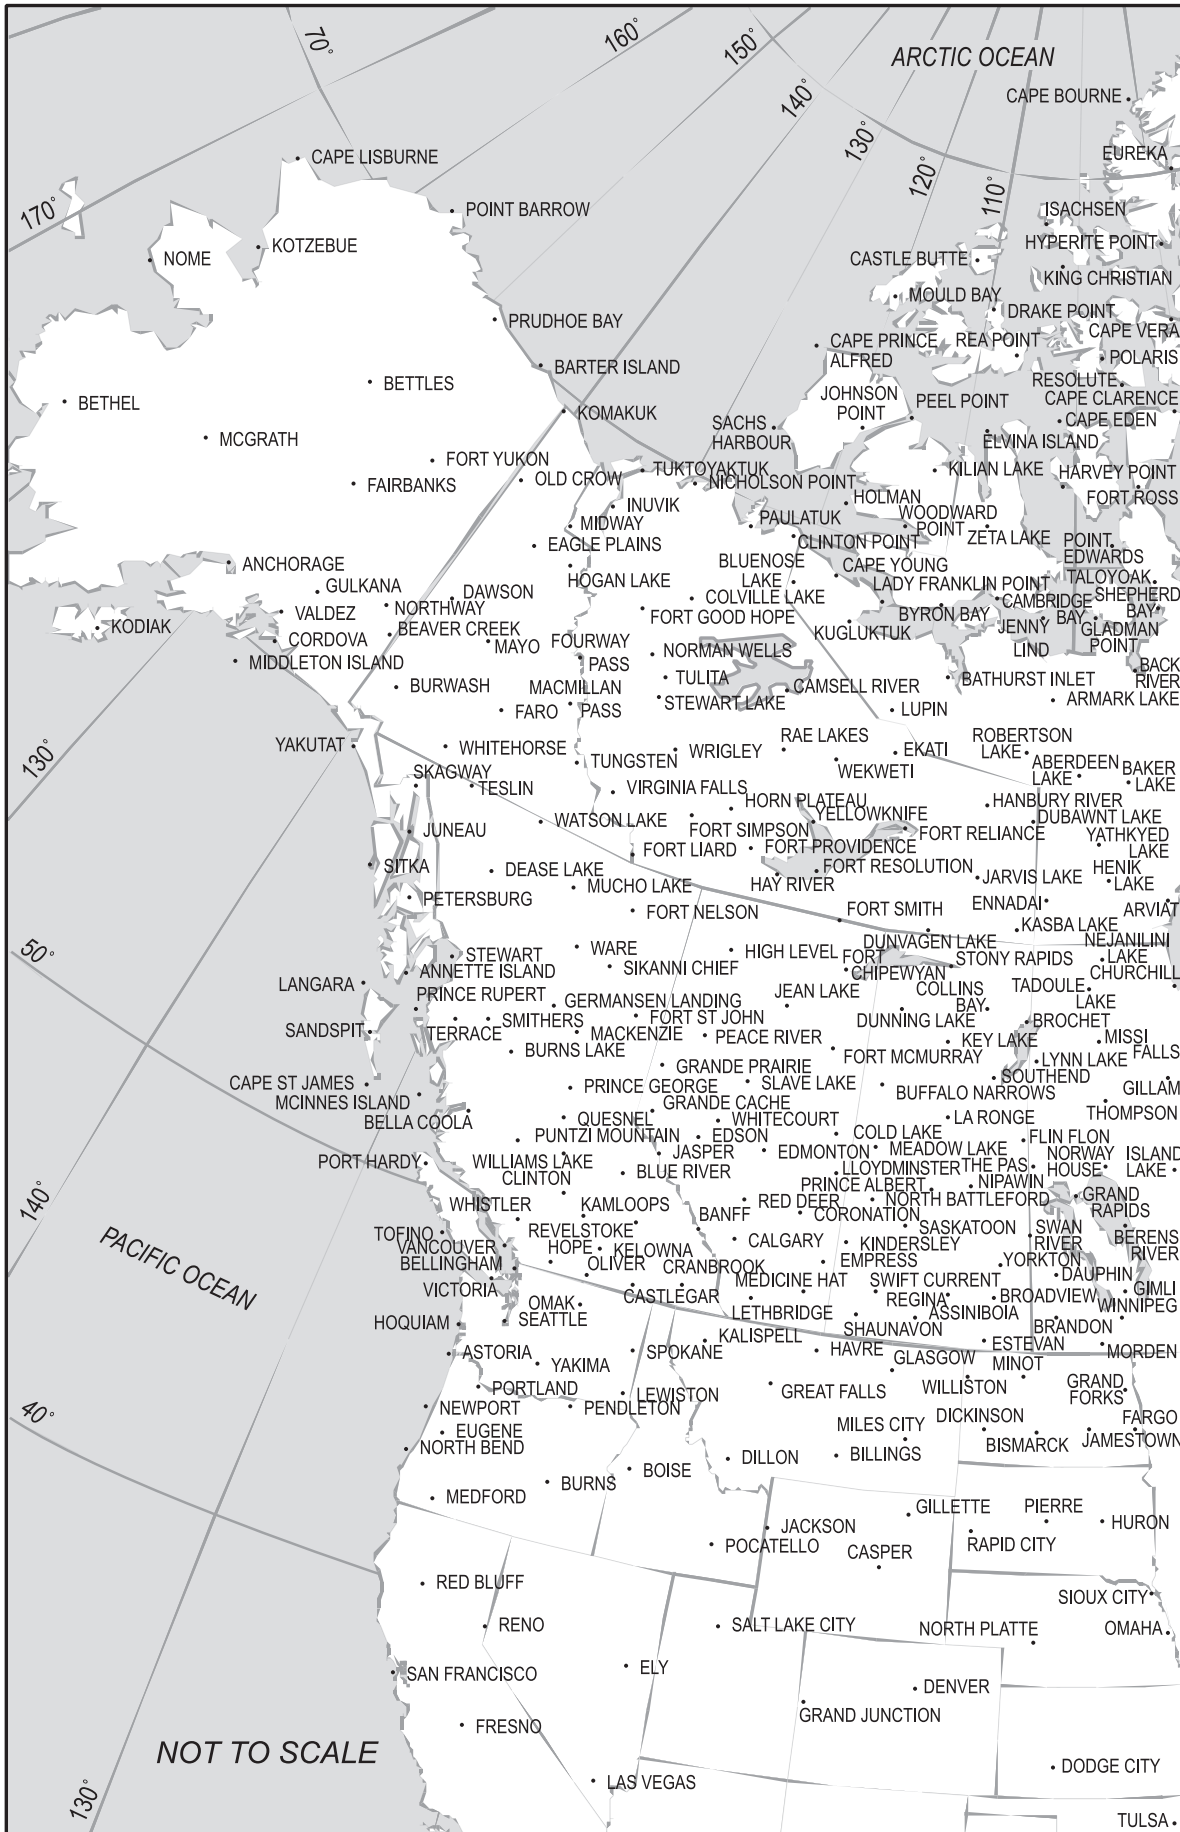 70°
160°
150°
ARCTIC OCEAN
140°
CAPE BOURNE
130°
EUREKA
CAPE LISBURNE
120°
110°
170°
POINT BARROW
ISACHSEN
KOTZEBUE
HYPERITE POINT
NOME
CASTLE BUTTE
KING CHRISTIAN
MOULD BAY
DRAKE POINT
PRUDHOE BAY
CAPE VERA
CAPE PRINCE
ALFRED
REA POINT
POLARIS
BARTER ISLAND
BETTLES
RESOLUTE
JOHNSON
POINT
CAPE CLARENCE
BETHEL
PEEL POINT
KOMAKUK
SACHS
HARBOUR
CAPE EDEN
MCGRATH
ELVINA ISLAND
FORT YUKON
TUKTOYAKTUK
KILIAN LAKE
HARVEY POINT
FAIRBANKS
OLD CROW
NICHOLSON POINT
FORT ROSS
HOLMAN
INUVIK
WOODWARD
POINT
MIDWAY
PAULATUK
ZETA LAKE
POINT
EDWARDS
EAGLE PLAINS
CLINTON POINT
ANCHORAGE
BLUENOSE
LAKE
CAPE YOUNG
HOGAN LAKE
GULKANA
LADY FRANKLIN POINT
TALOYOAK
DAWSON
COLVILLE LAKE
CAMBRIDGE
BAY
SHEPHERD
BAY
VALDEZ
NORTHWAY
FORT GOOD HOPE
BYRON BAY
KODIAK
BEAVER CREEK
KUGLUKTUK
JENNY
LIND
GLADMAN
POINT
CORDOVA
MAYO
FOURWAY
PASS
NORMAN WELLS
MIDDLETON ISLAND
BACK
RIVER
TULITA
BATHURST INLET
BURWASH
MACMILLAN
PASS
CAMSELL RIVER
STEWART LAKE
ARMARK LAKE
FARO
LUPIN
130°
YAKUTAT
WHITEHORSE
WRIGLEY
RAE LAKES
EKATI
ROBERTSON
LAKE
TUNGSTEN
WEKWETI
ABERDEEN
LAKE
BAKER
LAKE
SKAGWAY
TESLIN
VIRGINIA FALLS
HORN PLATEAU
HANBURY RIVER
WATSON LAKE
YELLOWKNIFE
DUBAWNT LAKE
JUNEAU
FORT SIMPSON
FORT RELIANCE
YATHKYED
LAKE
FORT LIARD
FORT PROVIDENCE
SITKA
DEASE LAKE
FORT RESOLUTION
HENIK
LAKE
MUCHO LAKE
HAY RIVER
JARVIS LAKE
PETERSBURG
ENNADAI
ARVIAT
FORT NELSON
FORT SMITH
KASBA LAKE
50°
WARE
HIGH LEVEL
DUNVAGEN LAKE
NEJANILINI
LAKE
STEWART
FORT
CHIPEWYAN
STONY RAPIDS
SIKANNI CHIEF
ANNETTE ISLAND
CHURCHILL
LANGARA
JEAN LAKE
COLLINS
BAY
TADOULE
LAKE
PRINCE RUPERT
GERMANSEN LANDING
TERRACE
SMITHERS
FORT ST JOHN
DUNNING LAKE
BROCHET
SANDSPIT
MACKENZIE
PEACE RIVER
KEY LAKE
MISSI
FALLS
BURNS LAKE
FORT MCMURRAY
LYNN LAKE
GRANDE PRAIRIE
SOUTHEND
CAPE ST JAMES
PRINCE GEORGE
SLAVE LAKE
BUFFALO NARROWS
GILLAM
MCINNES ISLAND
GRANDE CACHE
BELLA COOLA
QUESNEL
WHITECOURT
LA RONGE
THOMPSON
PUNTZI MOUNTAIN
EDSON
COLD LAKE
FLIN FLON
JASPER
EDMONTON
MEADOW LAKE
NORWAY
HOUSE
ISLAND
LAKE
PORT HARDY
WILLIAMS LAKE
BLUE RIVER
LLOYDMINSTER
THE PAS
CLINTON
PRINCE ALBERT
NIPAWIN
140°
WHISTLER
KAMLOOPS
RED DEER
NORTH BATTLEFORD
GRAND
RAPIDS
BANFF
CORONATION
TOFINO
REVELSTOKE
SASKATOON
SWAN
RIVER
BERENS
RIVER
PACIFIC OCEAN
VANCOUVER
HOPE
KELOWNA
CALGARY
KINDERSLEY
BELLINGHAM
OLIVER
CRANBROOK
EMPRESS
YORKTON
VICTORIA
MEDICINE HAT
SWIFT CURRENT
DAUPHIN
CASTLEGAR
REGINA
BROADVIEW
GIMLI
OMAK
LETHBRIDGE
WINNIPEG
HOQUIAM
SEATTLE
SHAUNAVON
ASSINIBOIA
BRANDON
KALISPELL
ESTEVAN
ASTORIA
SPOKANE
HAVRE
MORDEN
YAKIMA
GLASGOW
MINOT
PORTLAND
LEWISTON
GREAT FALLS
WILLISTON
GRAND
FORKS
40°
NEWPORT
PENDLETON
MILES CITY
DICKINSON
FARGO
EUGENE
BISMARCK
JAMESTOWN
NORTH BEND
DILLON
BILLINGS
BOISE
BURNS
MEDFORD
GILLETTE
PIERRE
HURON
JACKSON
RAPID CITY
POCATELLO
CASPER
RED BLUFF
SIOUX CITY
RENO
SALT LAKE CITY
NORTH PLATTE
OMAHA
SAN FRANCISCO
ELY
DENVER
GRAND JUNCTION
FRESNO
NOT TO SCALE
DODGE CITY
LAS VEGAS
130°
TULSA